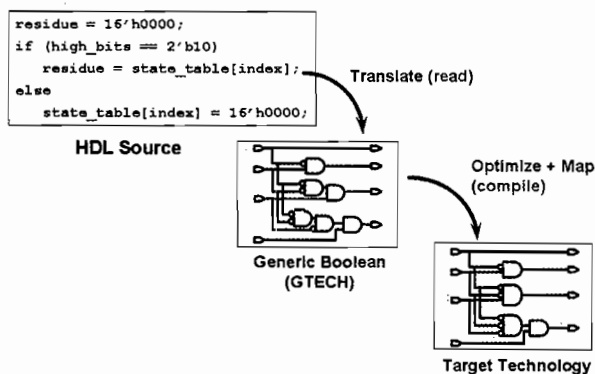 residue = 16'h0000;
if (high_bits == 2'b10)
residue = state_table[index];
else
state_table[index] = 16'h0000;
HDL Source
Translate (read)
Generic Boolean
(GTECH)
Optimize + Map
(compile)
Target Technology